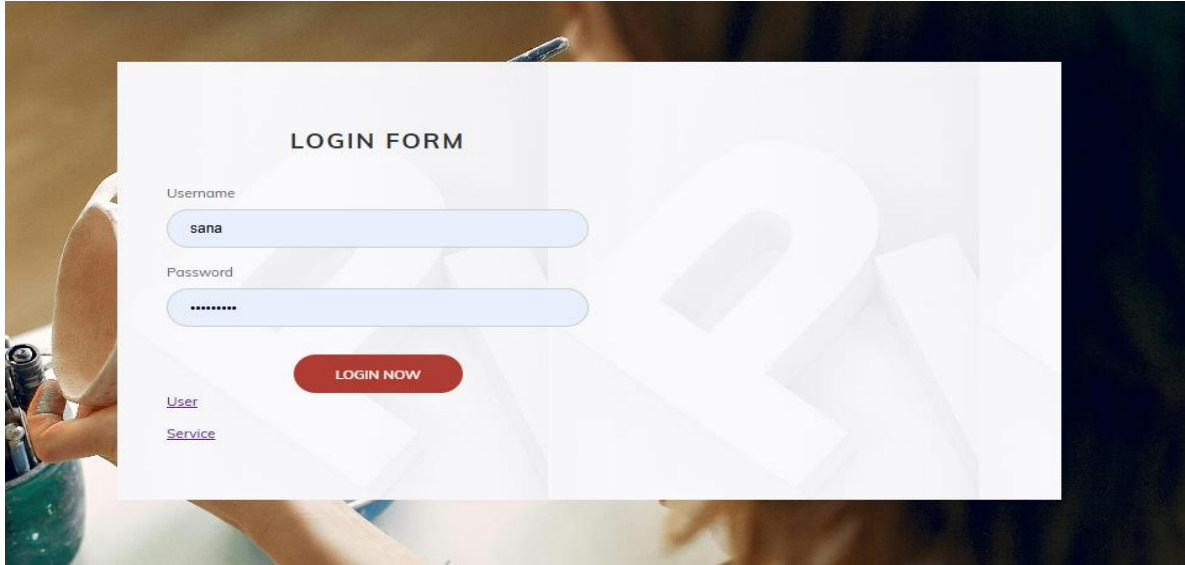 LOGIN FORM
Username
sana
Password
•••••••••
LOGIN NOW
User
Service